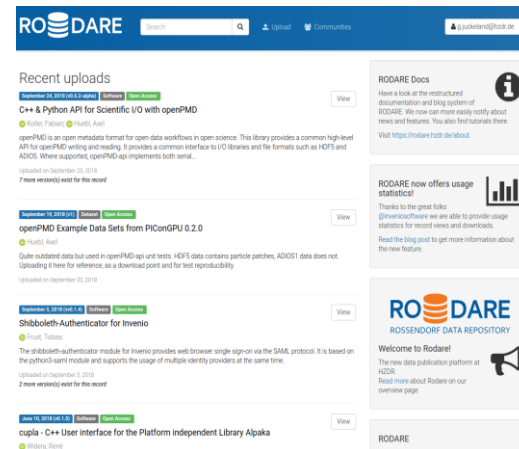 RODARE
Search
Upload
Communities
g.juckeland@hzdr.de
Recent uploads
September 24, 2018 (v0.6.2-alpha) Software Open Access
View
C++ & Python API for Scientific I/O with openPMD
Koller, Fabian; Huebl, Axel
openPMD is an open metadata format for open data workflows in open science. This library provides a common high-level
API for openPMD writing and reading. It provides a common interface to I/O libraries and file formats such as HDF5 and
ADIOS. Where supported, openPMD-api implements both serial...
Uploaded on September 25, 2018
7 more version(s) exist for this record
September 19, 2018 (v1) Dataset Open Access
View
openPMD Example Data Sets from PIConGPU 0.2.0
Huebl, Axel
Quite outdated data but used in openPMD-api unit tests. HDF5 data contains particle patches, ADIOS1 data does not.
Uploading it here for reference, as a download point and for test reproducibility.
Uploaded on September 20, 2018
September 5, 2018 (v0.1.4) Software Open Access
View
Shibboleth-Authenticator for Invenio
Frust, Tobias
The shibboleth-authenticator module for Invenio provides web browser single sign-on via the SAML protocol. It is based on
the python3-saml module and supports the usage of multiple identity providers at the same time.
Uploaded on September 5, 2018
2 more version(s) exist for this record
June 10, 2018 (v0.1.0) Software Open Access
View
cupla - C++ User interface for the Platform independent Library Alpaka
Widera, René
RODARE Docs
Have a look at the restructured
documentation and blog system of
RODARE. We now can more easily notify about
news and features. You also find tutorials there.
Visit https://rodare.hzdr.de/about.
RODARE now offers usage
statistics!
Thanks to the great folks
@inveniosoftware we are able to provide usage
statistics for record views and downloads.
Read the blog post to get more information about
the new feature.
RODARE
ROSSENDORF DATA REPOSITORY
Welcome to Rodare!
The new data publication platform at
HZDR.
Read more about Rodare on our
overview page.
RODARE